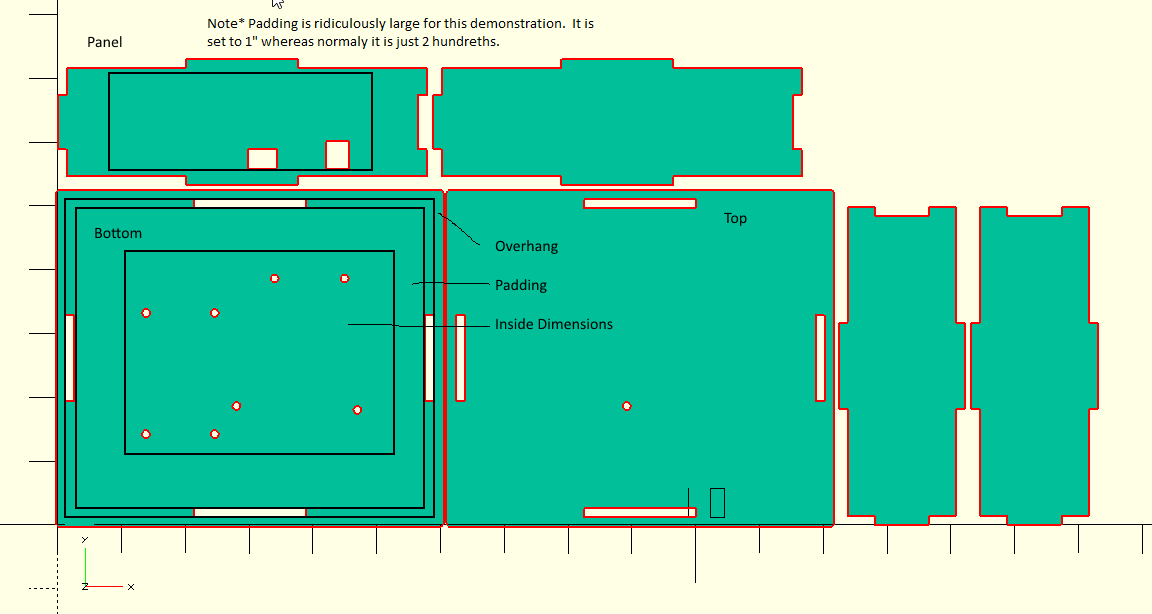 Note* Padding is ridiculously large for this demonstration.  It is
set to 1" whereas normaly it is just 2 hundreths.
Panel
Bottom
Top
Overhang
Padding
Inside Dimensions
Y
Z
X